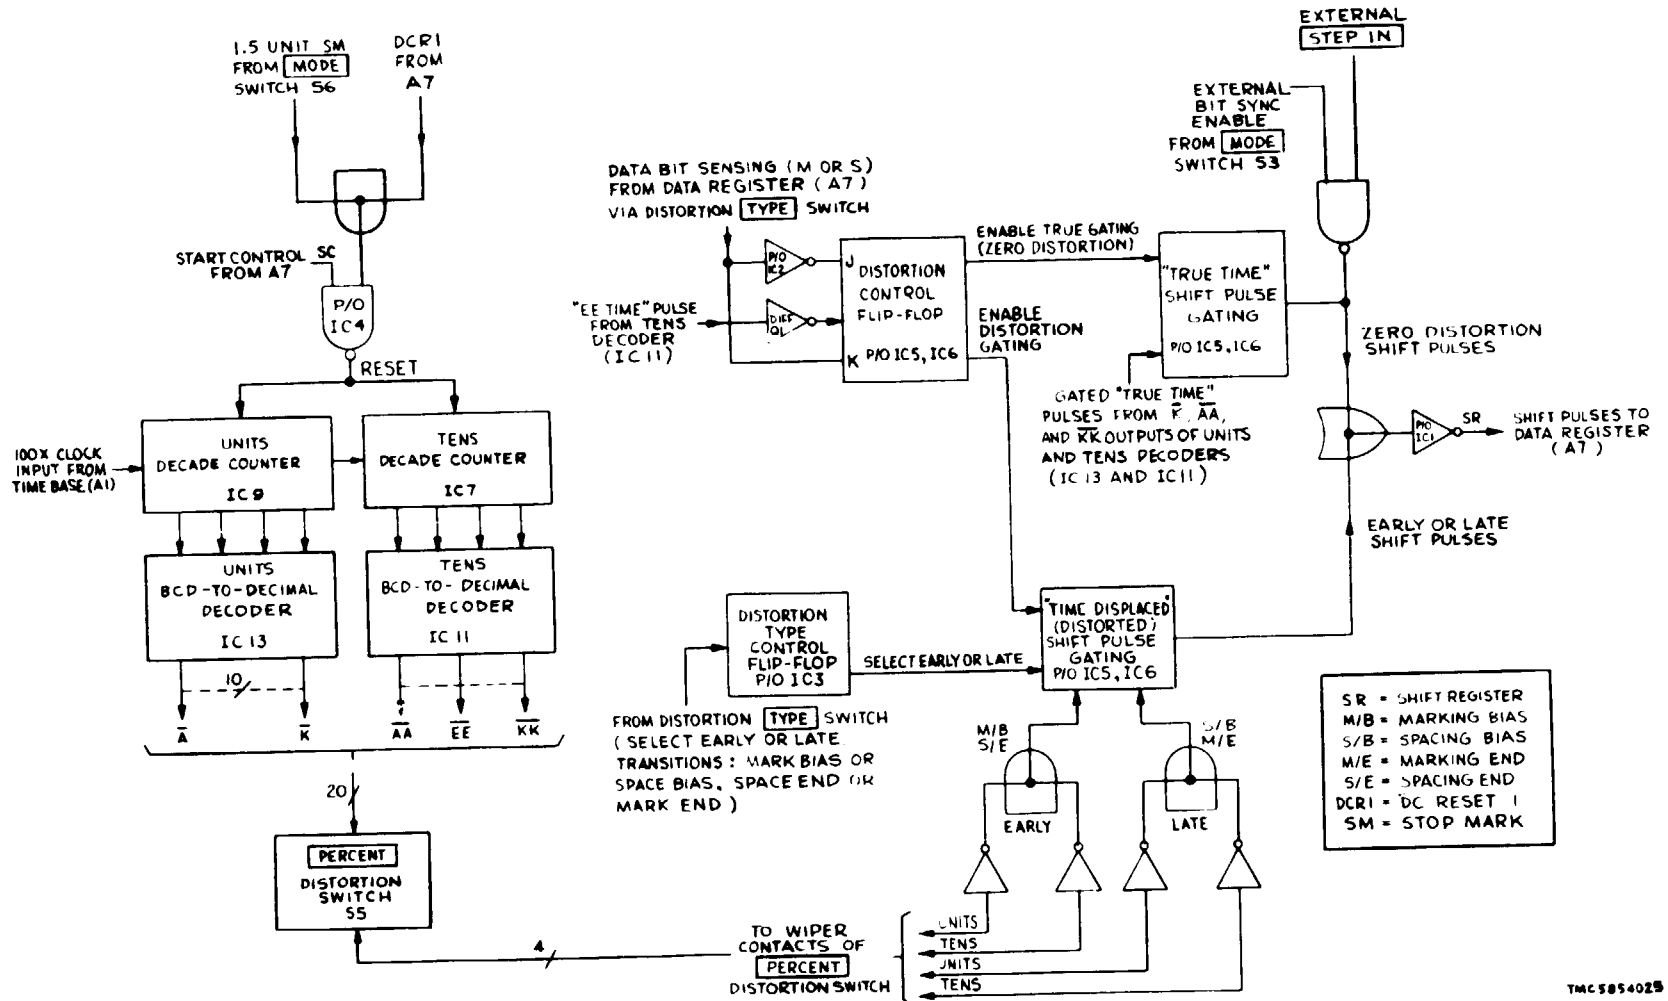 1.5 UNIT SM
FROM MODE
SWITCH S6
DCR1
FROM
A7
START CONTROL SC
FROM A7
P/O
IC4
RESET
100X CLOCK
INPUT FROM
TIME BASE (A1)
UNITS
DECADE COUNTER
IC9
TENS
DECADE COUNTER
IC7
UNITS
BCD-TO-DECIMAL
DECODER
IC13
TENS
BCD-TO-DECIMAL
DECODER
IC11
10
A̅
K̅
A̅A̅
E̅E̅
K̅K̅
20
PERCENT
DISTORTION
SWITCH
S5
4
TO WIPER
CONTACTS OF
PERCENT
DISTORTION SWITCH
DATA BIT SENSING (M OR S)
FROM DATA REGISTER (A7)
VIA DISTORTION TYPE SWITCH
"EE TIME" PULSE
FROM TENS
DECODER
(IC11)
P/O
IC2
DIFF
Q1
J
K
DISTORTION
CONTROL
FLIP-FLOP
P/O IC5, IC6
ENABLE TRUE GATING
(ZERO DISTORTION)
ENABLE
DISTORTION
GATING
"TRUE TIME"
SHIFT PULSE
GATING
P/O IC5, IC6
GATED "TRUE TIME"
PULSES FROM K̅, A̅A̅,
AND K̅K̅ OUTPUTS OF UNITS
AND TENS DECODERS
(IC13 AND IC11)
EXTERNAL
STEP IN
EXTERNAL
BIT SYNC
ENABLE
FROM MODE
SWITCH S3
ZERO DISTORTION
SHIFT PULSES
P/O
IC1
SR
SHIFT PULSES TO
DATA REGISTER
(A7)
EARLY OR LATE
SHIFT PULSES
DISTORTION
TYPE
CONTROL
FLIP-FLOP
P/O IC3
SELECT EARLY OR LATE
FROM DISTORTION TYPE SWITCH
(SELECT EARLY OR LATE
TRANSITIONS: MARK BIAS OR
SPACE BIAS, SPACE END OR
MARK END)
"TIME DISPLACED"
(DISTORTED)
SHIFT PULSE
GATING
P/O IC5, IC6
M/B
S/E
S/B
M/E
EARLY
LATE
UNITS
TENS
UNITS
TENS
SR = SHIFT REGISTER
M/B = MARKING BIAS
S/B = SPACING BIAS
M/E = MARKING END
S/E = SPACING END
DCR1 = DC RESET 1
SM = STOP MARK
TMC5854025